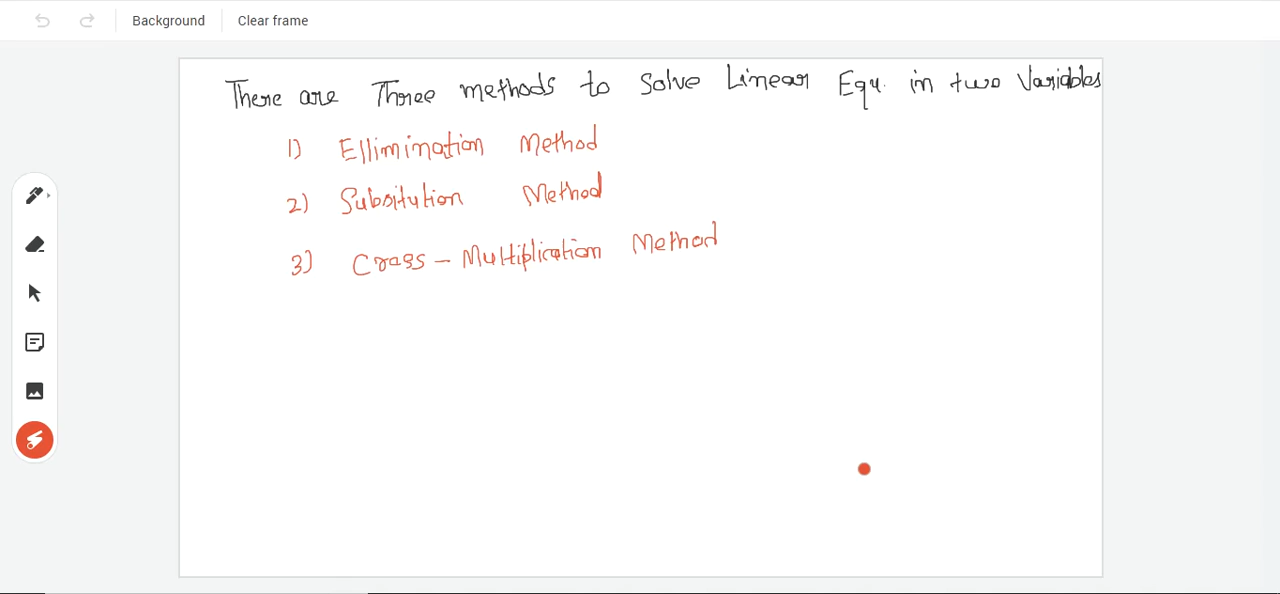 Background Clear frame
There are Three methods to Solve Linear Equ. in two Variables
1) Ellimination Method
2) Subsitution Method
3) Cross - Multiplication Method